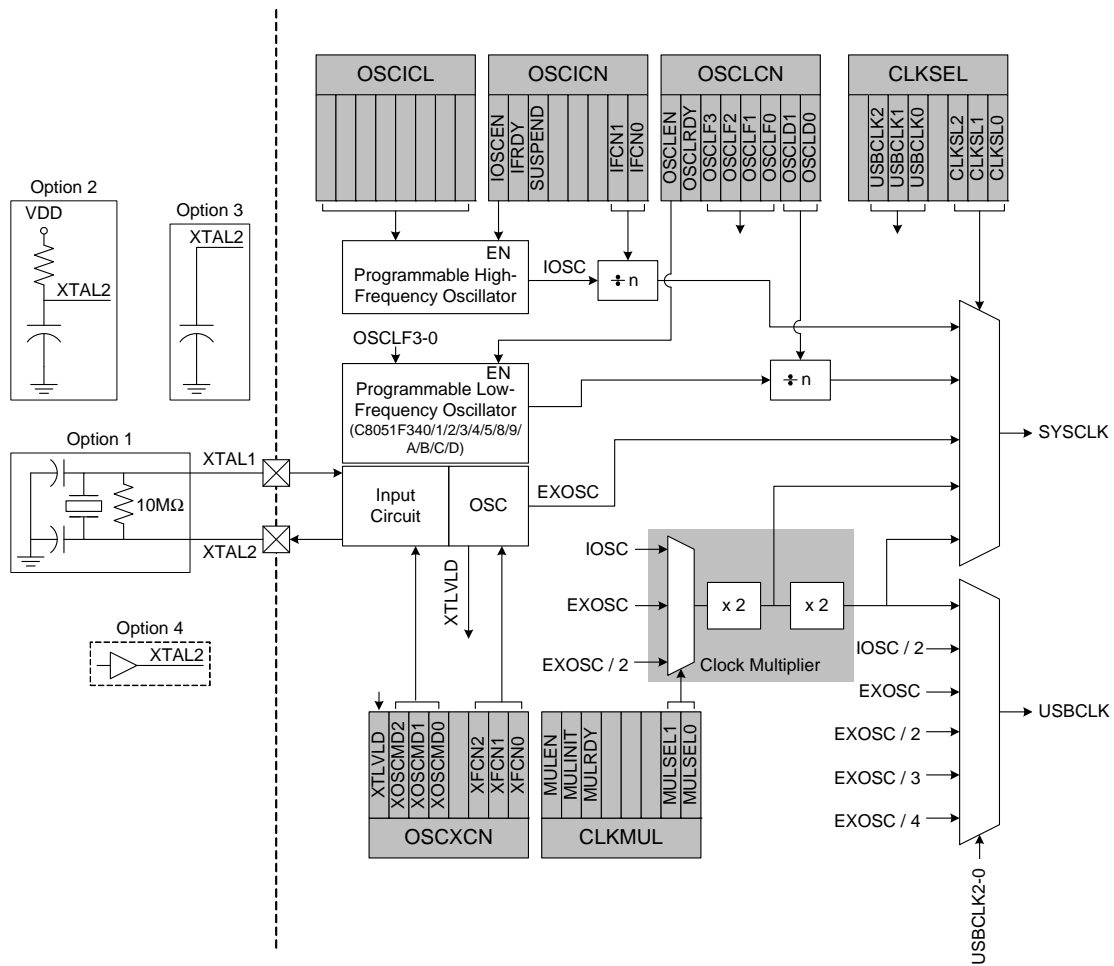 OSCICL
OSCICN
OSCLCN
CLKSEL
IOSCEN
IFRDY
SUSPEND
IFCN1
IFCN0
OSCLEN
OSCLRDY
OSCLF3
OSCLF2
OSCLF1
OSCLF0
OSCLD1
OSCLD0
USBCLK2
USBCLK1
USBCLK0
CLKSL2
CLKSL1
CLKSL0
Option 2
VDD
XTAL2
Option 3
XTAL2
EN
Programmable High-
Frequency Oscillator
IOSC
÷ n
OSCLF3-0
EN
Programmable Low-
Frequency Oscillator
(C8051F340/1/2/3/4/5/8/9/
A/B/C/D)
÷ n
SYSCLK
Option 1
XTAL1
10MΩ
XTAL2
Input
Circuit
OSC
EXOSC
XTLVLD
IOSC
EXOSC
EXOSC / 2
x 2
x 2
Clock Multiplier
Option 4
XTAL2
IOSC / 2
EXOSC
EXOSC / 2
EXOSC / 3
EXOSC / 4
USBCLK
USBCLK2-0
XTLVLD
XOSCMD2
XOSCMD1
XOSCMD0
XFCN2
XFCN1
XFCN0
OSCXCN
MULEN
MULINIT
MULRDY
MULSEL1
MULSEL0
CLKMUL